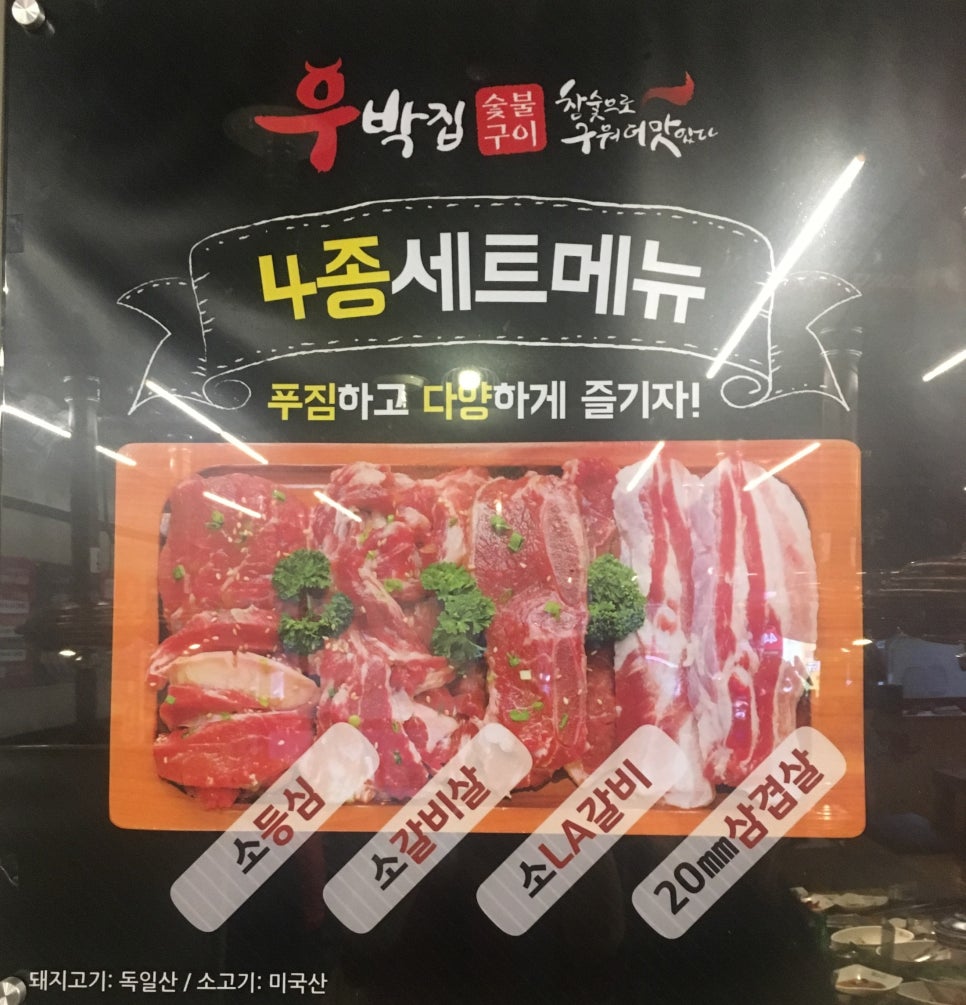 우박집 숯불구이 참숯으로 구워 더 맛있다
4종세트메뉴
푸짐하고 다양하게 즐기자!
소등심
소갈비살
소LA갈비
20mm삼겹살
돼지고기: 독일산 / 소고기: 미국산